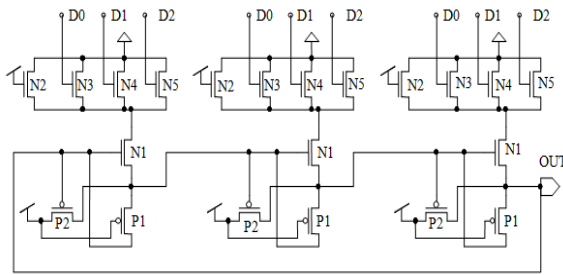 D0 D1 D2 D0 D1 D2 D0 D1 D2
N2 N3 N4 N5 N2 N3 N4 N5 N2 N3 N4 N5
N1 N1 N1
OUT
P2 P1 P2 P1 P2 P1